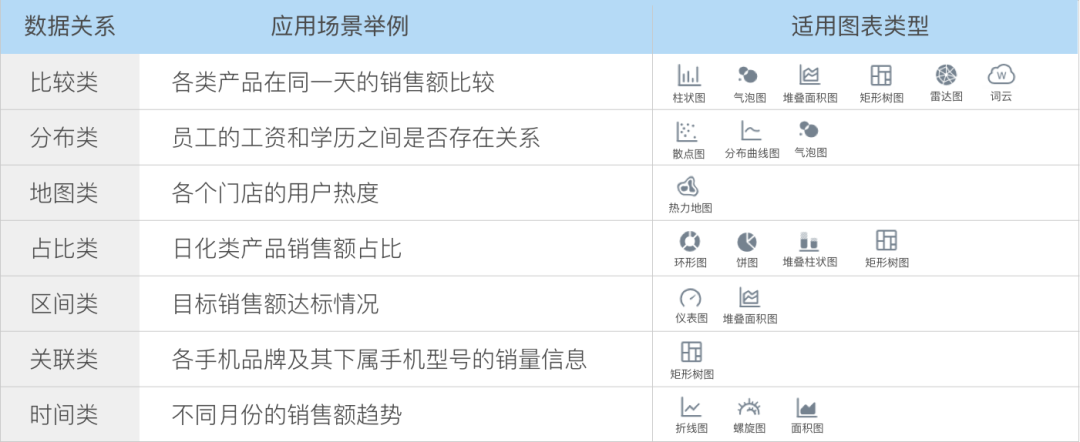 数据关系 应用场景举例 适用图表类型
比较类 各类产品在同一天的销售额比较 柱状图 气泡图 堆叠面积图 矩形树图 雷达图 W 词云
分布类 员工的工资和学历之间是否存在关系 散点图 分布曲线图 气泡图
地图类 各个门店的用户热度 热力地图
占比类 日化类产品销售额占比 环形图 饼图 堆叠柱状图 矩形树图
区间类 目标销售额达标情况 仪表图 堆叠面积图
关联类 各手机品牌及其下属手机型号的销量信息 矩形树图
时间类 不同月份的销售额趋势 折线图 螺旋图 面积图